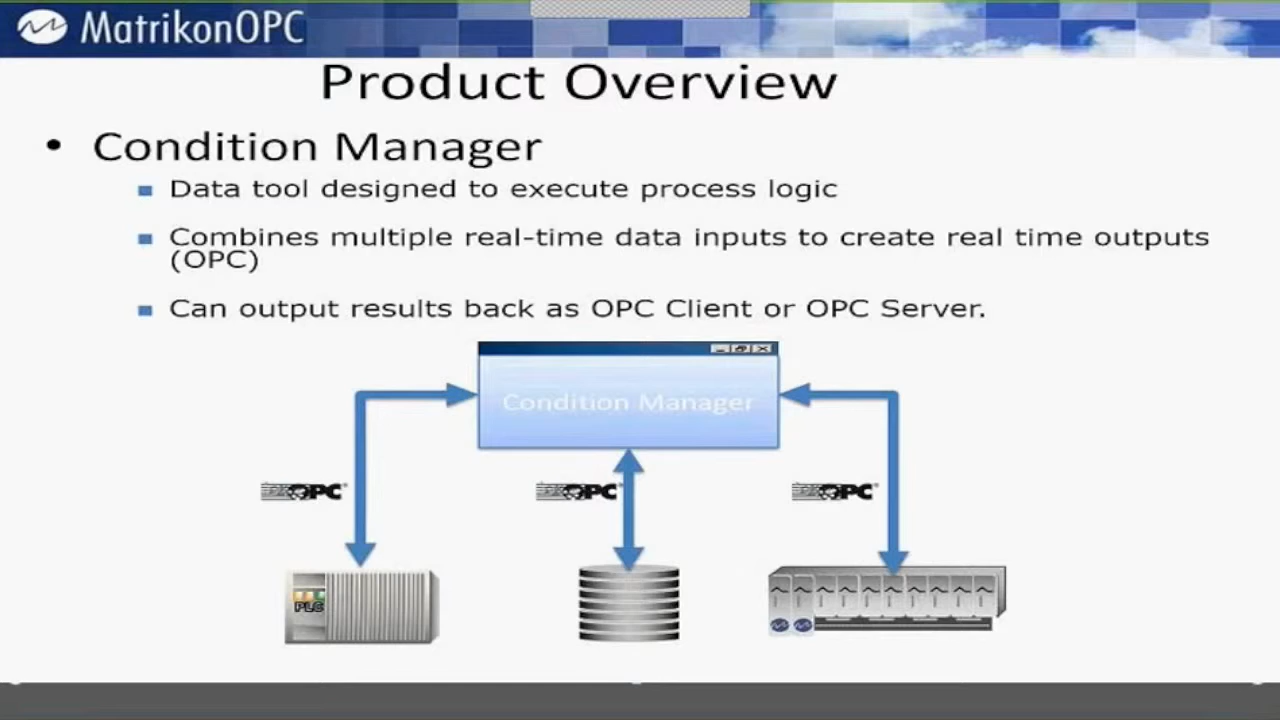 MatrikonOPC
Product Overview
• Condition Manager
Data tool designed to execute process logic
Combines multiple real-time data inputs to create real time outputs
(OPC)
Can output results back as OPC Client or OPC Server.
Condition Manager
OPC OPC OPC
PLC